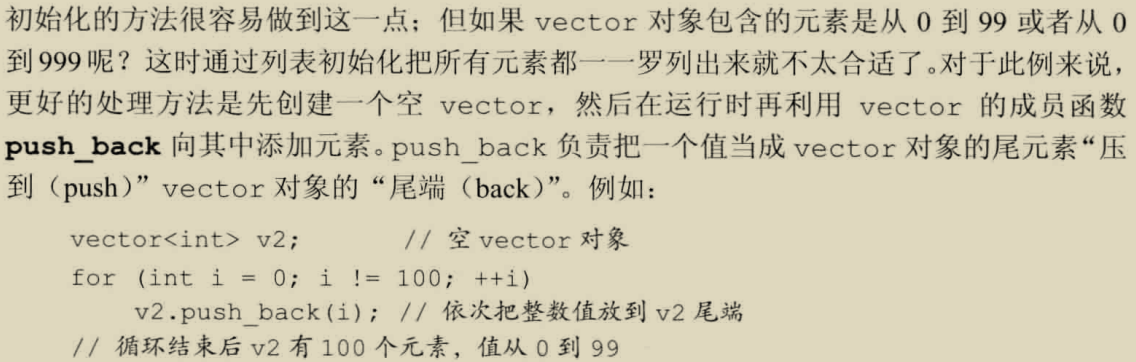 初始化的方法很容易做到这一点；但如果 vector 对象包含的元素是从 0 到 99 或者从 0
到 999 呢？这时通过列表初始化把所有元素都一一罗列出来就不太合适了。对于此例来说，
更好的处理方法是先创建一个空 vector，然后在运行时再利用 vector 的成员函数
push_back 向其中添加元素。push_back 负责把一个值当成 vector 对象的尾元素“压
到（push）” vector 对象的“尾端（back）”。例如：
vector<int> v2; // 空 vector 对象
for (int i = 0; i != 100; ++i)
v2.push_back(i); // 依次把整数值放到 v2 尾端
// 循环结束后 v2 有 100 个元素，值从 0 到 99